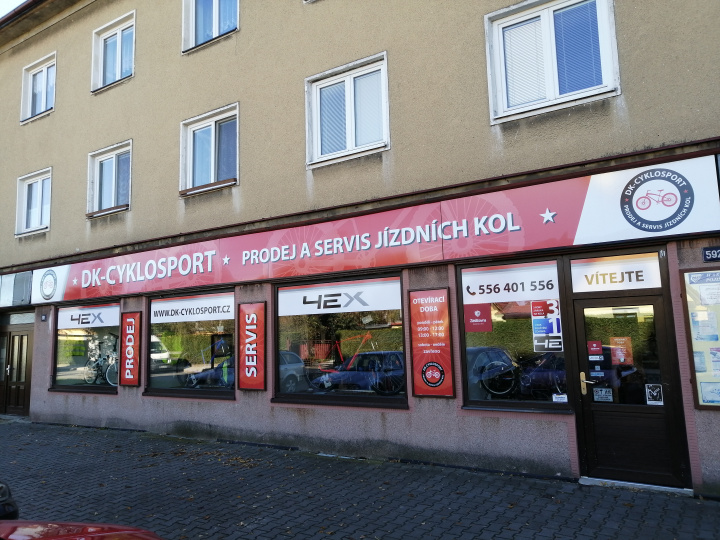 DK-CYKLOSPORT
PRODEJ A SERVIS JÍZDNÍCH KOL
DK-CYKLOSPORT
PRODEJ A SERVIS JÍZDNÍCH KOL
4EX
PRODEJ
WWW.DK-CYKLOSPORT.CZ
SERVIS
4EX
OTEVÍRACÍ
DOBA
556 401 556
VÍTEJTE
592